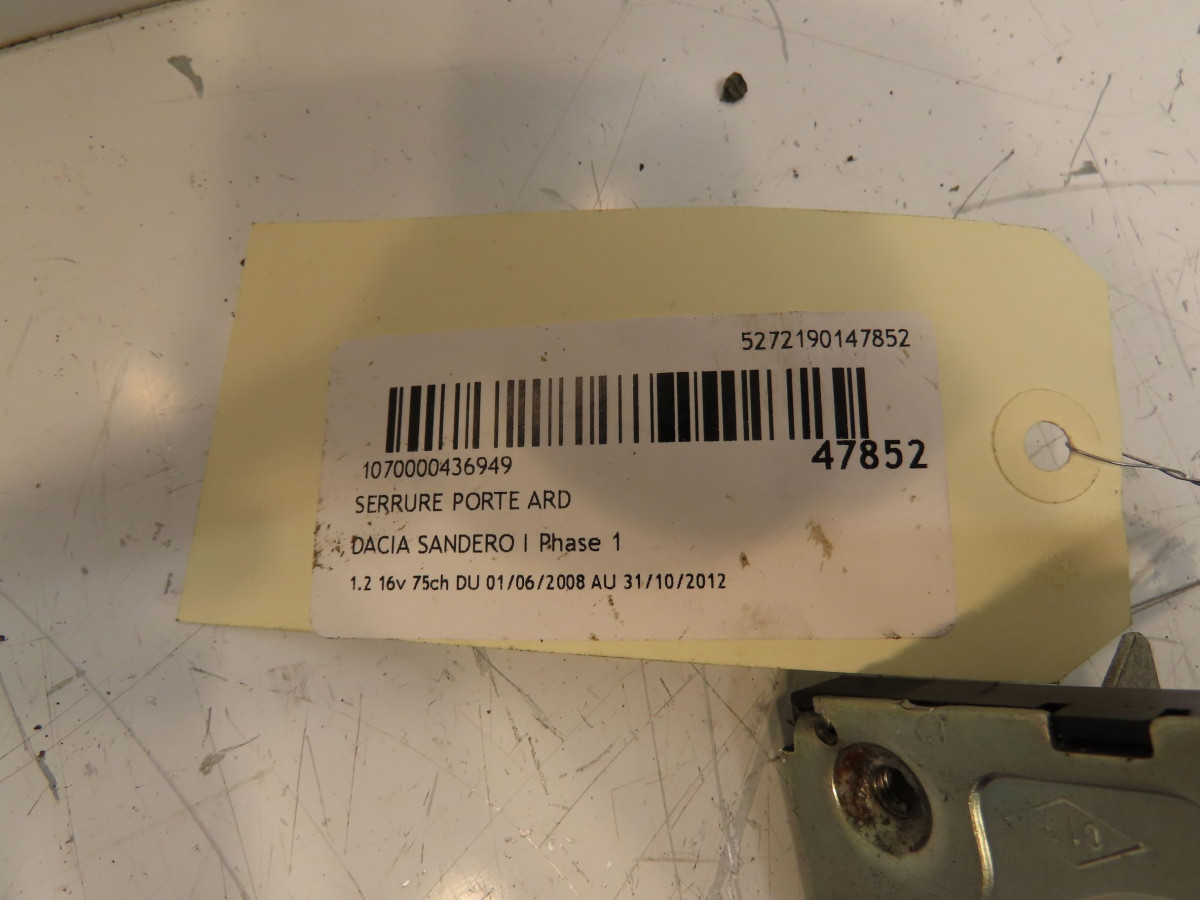 5272190147852
1070000436949
47852
SERRURE PORTE ARD
DACIA SANDERO I Phase 1
1.2 16v 75ch DU 01/06/2008 AU 31/10/2012